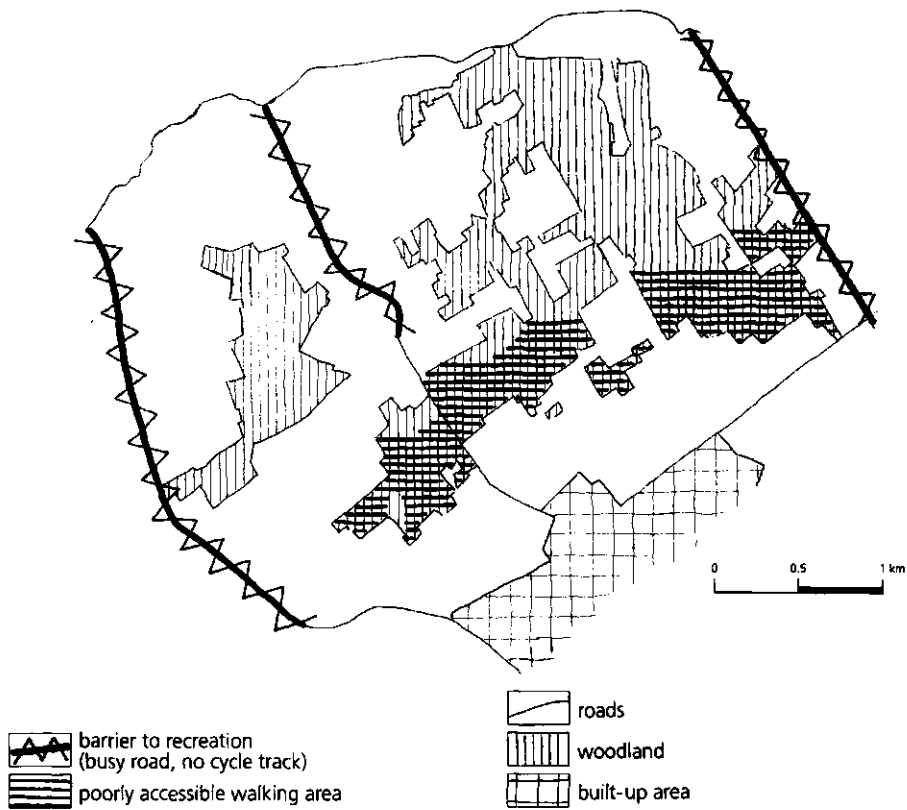 0 0.5 1 km
barrier to recreation
(busy road, no cycle track)
poorly accessible walking area
roads
woodland
built-up area